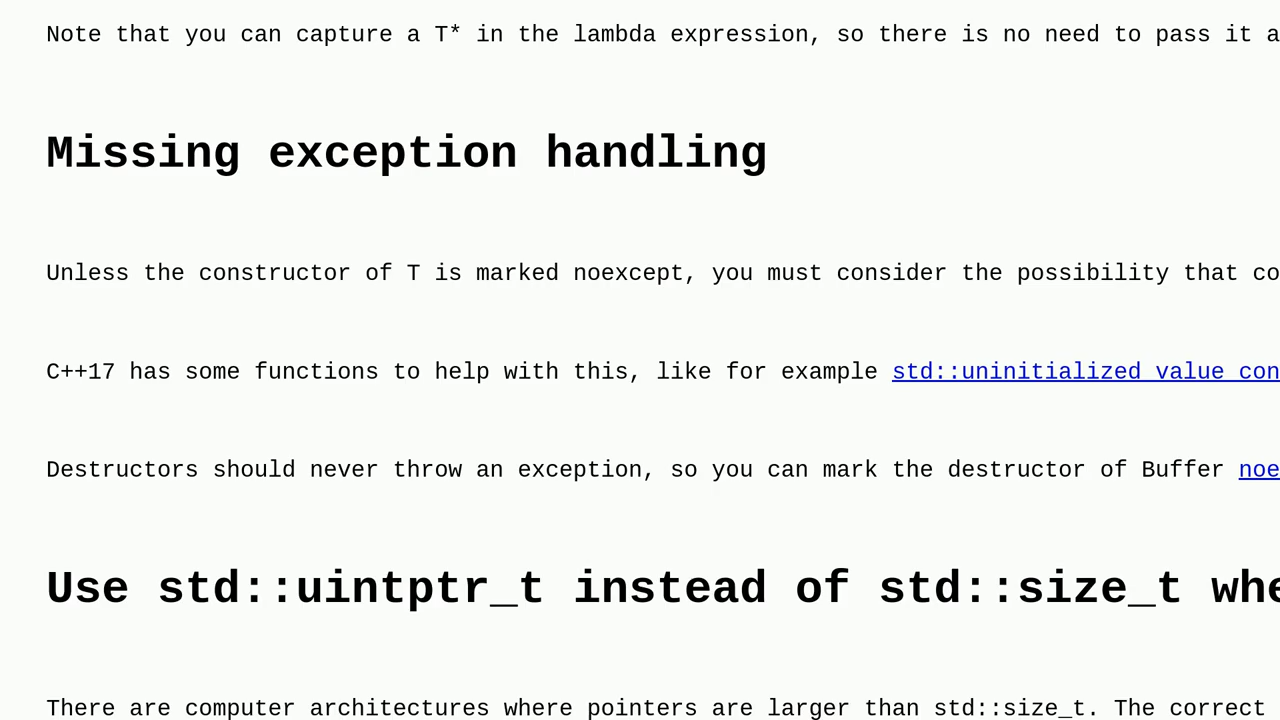 Note that you can capture a T* in the lambda expression, so there is no need to pass it
Missing exception handling
Unless the constructor of T is marked noexcept, you must consider the possibility that
C++17 has some functions to help with this, like for example std::uninitialized_value_con
Destructors should never throw an exception, so you can mark the destructor of Buffer noe
Use std::uintptr_t instead of std::size_t whe
There are computer architectures where pointers are larger than std::size_t. The correct